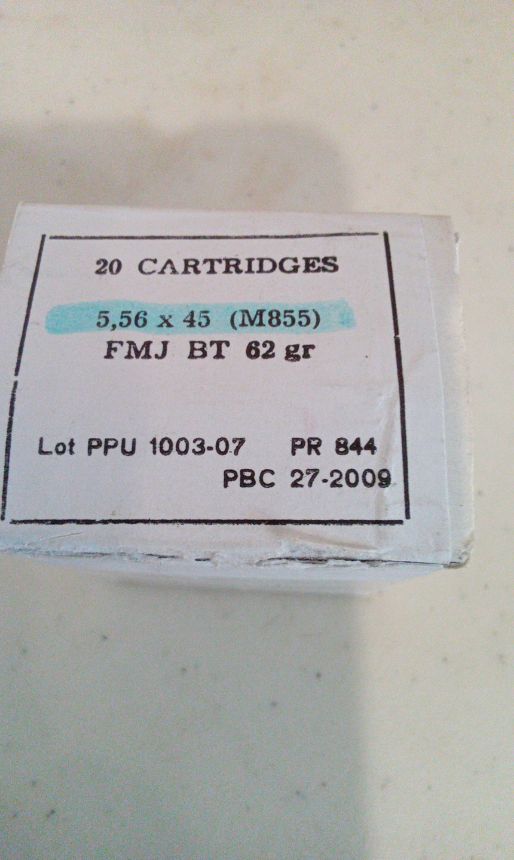 20 CARTRIDGES
5,56 x 45 (M855)
FMJ BT 62 gr
Lot PPU 1003-07 PR 844
PBC 27-2009